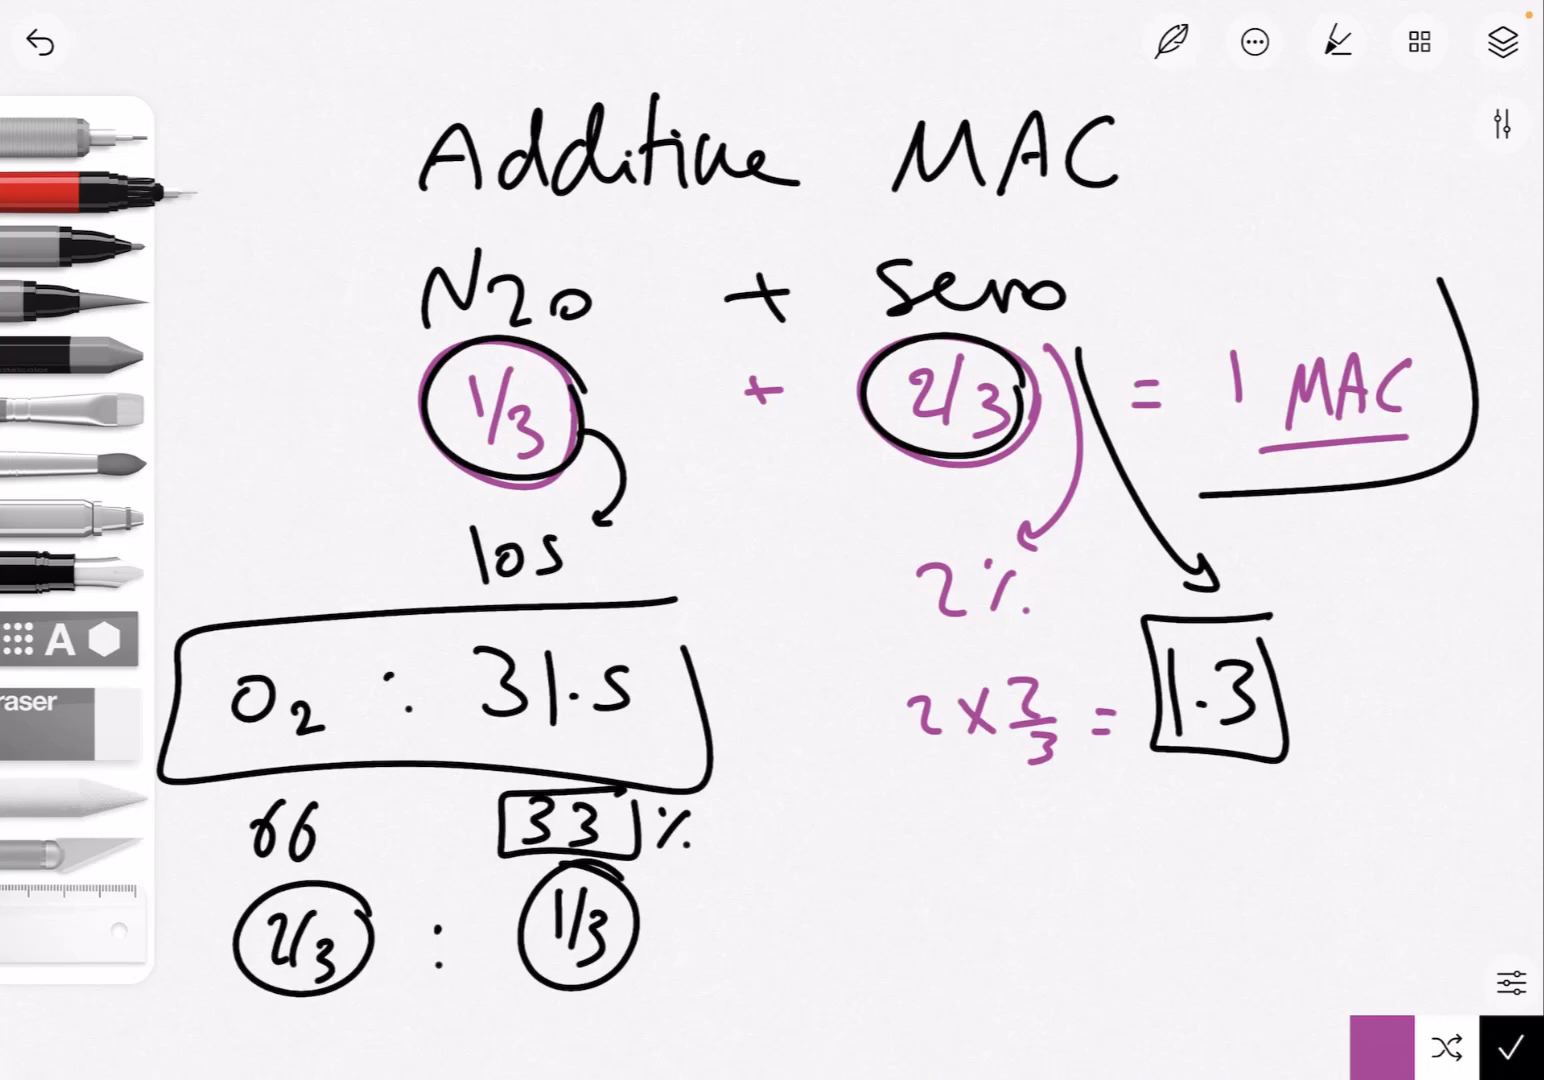 Additive MAC
N20 + Sevo
1/3 + 2/3 = 1 MAC
105
2%
O2 : 31.5
2 x 2/3 = 1.3
66 33 %
2/3 : 1/3
A
raser